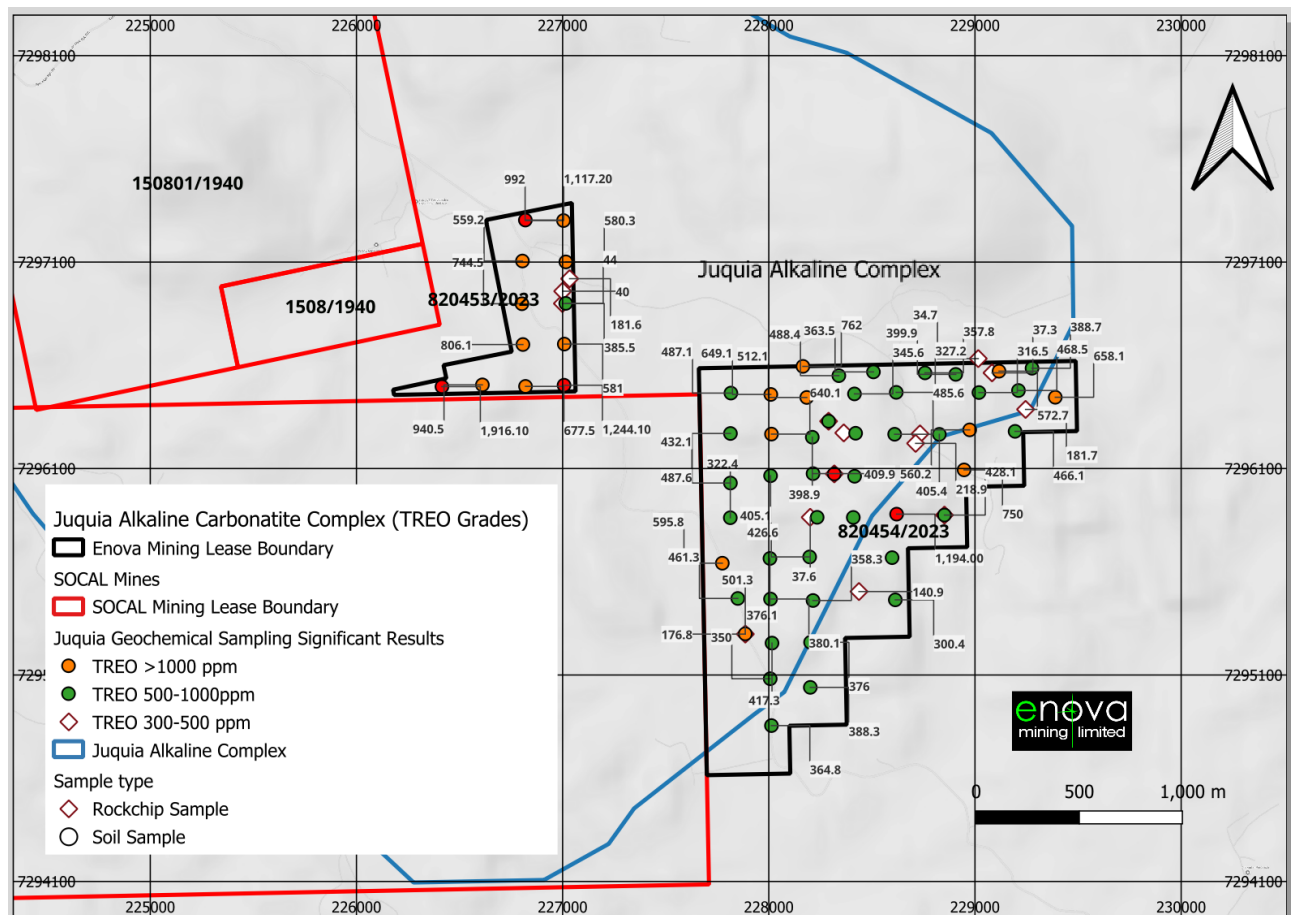 225000 226000 227000 228000 229000 230000
7298100 7298100
150801/1940
992 1,117.20
559.2 580.3
7297100 744.5 44 7297100
Juquia Alkaline Complex
1508/1940 820453/2023 40
181.6
34.7
488.4 363.5 762 399.9 357.8 37.3 388.7
806.1 385.5 487.1 649.1 512.1 345.6 327.2 316.5 468.5 658.1
581 640.1 485.6
940.5 1,916.10 677.5 1,244.10 572.7
432.1 181.7
7296100 322.4 466.1 7296100
487.6 409.9 560.2 428.1
398.9 405.4 218.9 750
595.8 405.1
426.6 820454/2023
461.3 358.3 1,194.00
501.3 37.6
376.1 140.9
176.8 350 380.1 300.4
7295 376 7295100
417.3
388.3
364.8
Juquia Alkaline Carbonatite Complex (TREO Grades)
Enova Mining Lease Boundary
SOCAL Mines
SOCAL Mining Lease Boundary
Juquia Geochemical Sampling Significant Results
TREO >1000 ppm
TREO 500-1000ppm
TREO 300-500 ppm
Juquia Alkaline Complex
Sample type
Rockchip Sample
Soil Sample
enova
mining limited
0 500 1,000 m
7294100 7294100
225000 226000 227000 228000 229000 230000